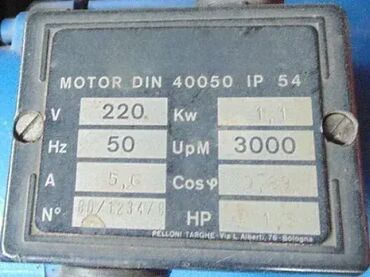 MOTOR DIN 40050 IP 54
V 220 Kw 1,1
Hz 50 UpM 3000
A 5,6 Cosφ
N° HP
PELLONI TARGHE - Via L. Alberti, 76 - Bologna